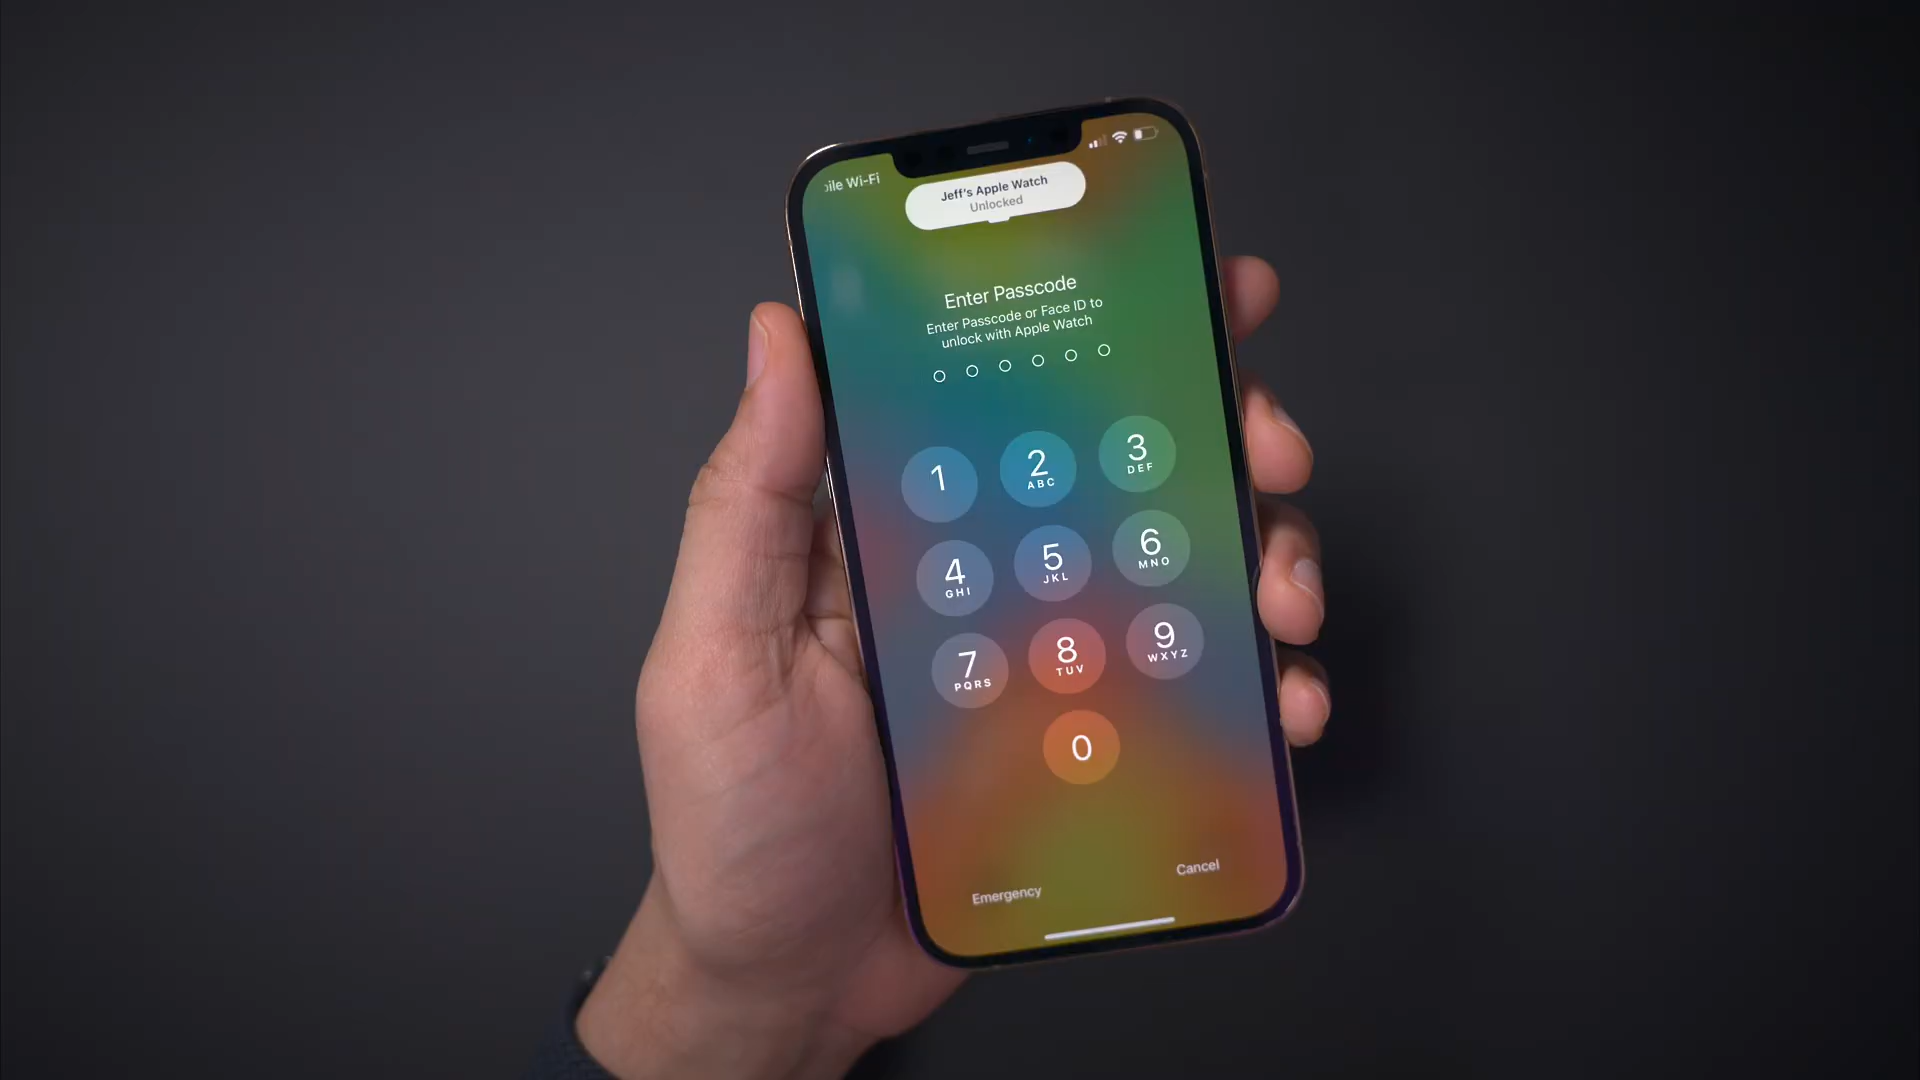 ile Wi-Fi
Jeff's Apple Watch
Unlocked
Enter Passcode
Enter Passcode or Face ID to
unlock with Apple Watch
1
2
ABC
3
DEF
4
GHI
5
JKL
6
MNO
7
PQRS
8
TUV
9
WXYZ
0
Emergency
Cancel